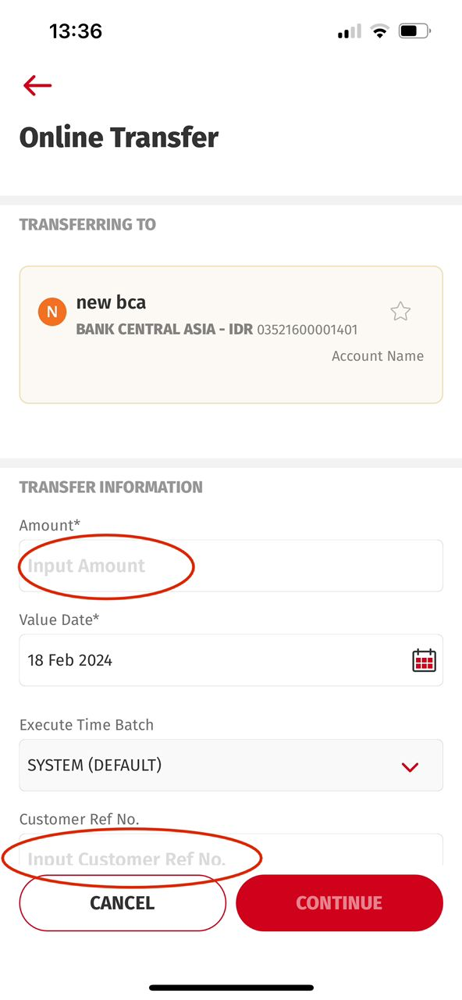 13:36
Online Transfer
TRANSFERRING TO
N
new bca
BANK CENTRAL ASIA - IDR 03521600001401
Account Name
TRANSFER INFORMATION
Amount*
Input Amount
Value Date*
18 Feb 2024
Execute Time Batch
SYSTEM (DEFAULT)
Customer Ref No.
Input Customer Ref No.
CANCEL
CONTINUE